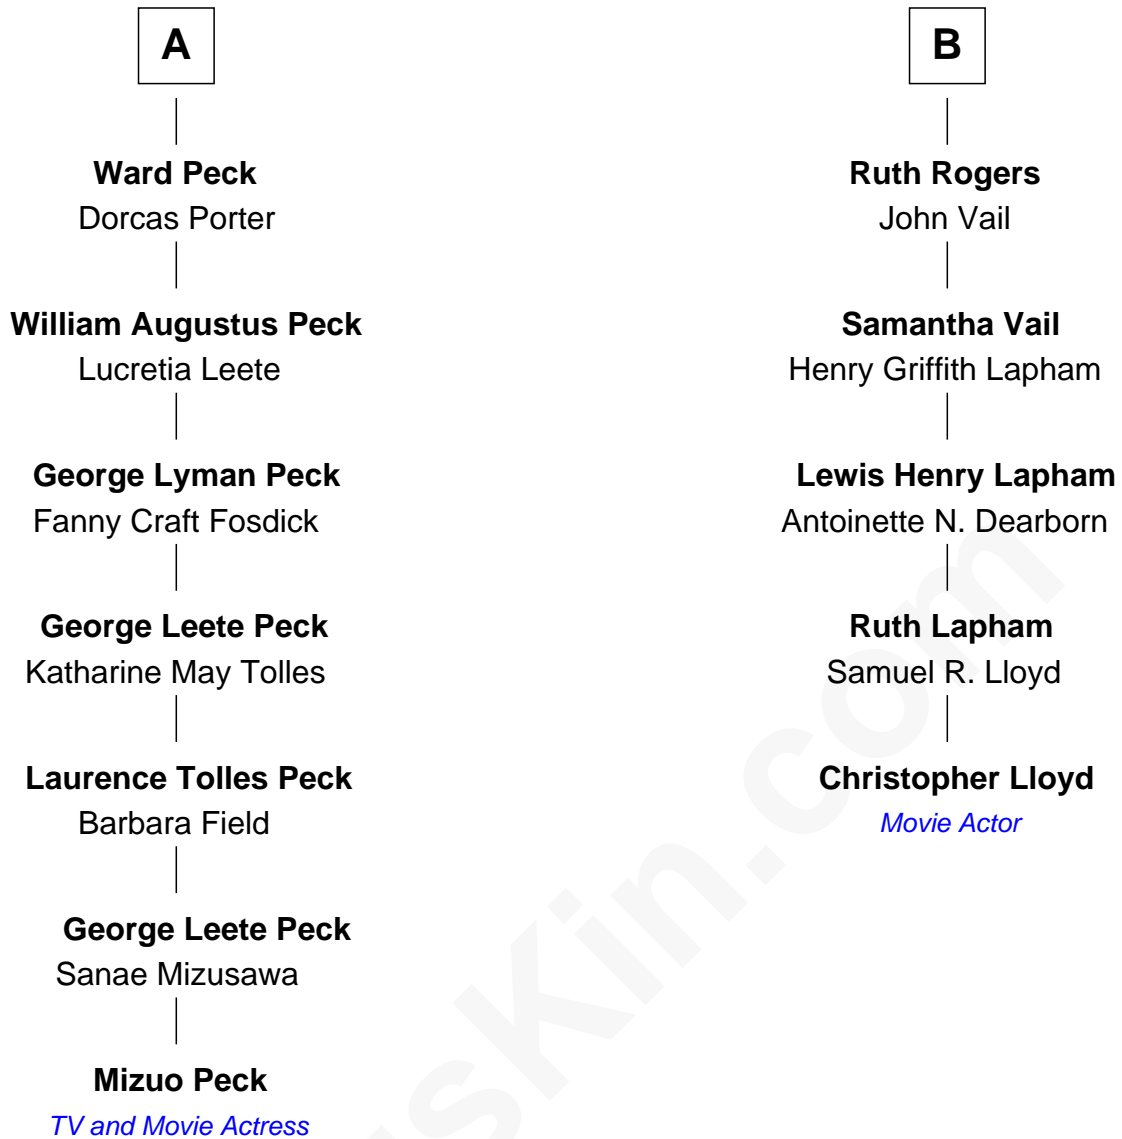 A
Ward Peck
Dorcas Porter
William Augustus Peck
Lucretia Leete
George Lyman Peck
Fanny Craft Fosdick
George Leete Peck
Katharine May Tolles
Laurence Tolles Peck
Barbara Field
George Leete Peck
Sanae Mizusawa
Mizuo Peck
TV and Movie Actress
B
Ruth Rogers
John Vail
Samantha Vail
Henry Griffith Lapham
Lewis Henry Lapham
Antoinette N. Dearborn
Ruth Lapham
Samuel R. Lloyd
Christopher Lloyd
Movie Actor